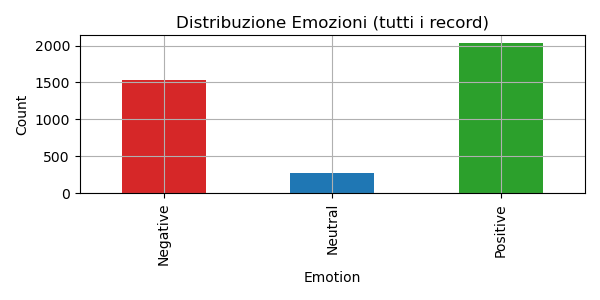 Distribuzione Emozioni (tutti i record)
Count
2000
1500
1000
500
0
Negative
Neutral
Positive
Emotion